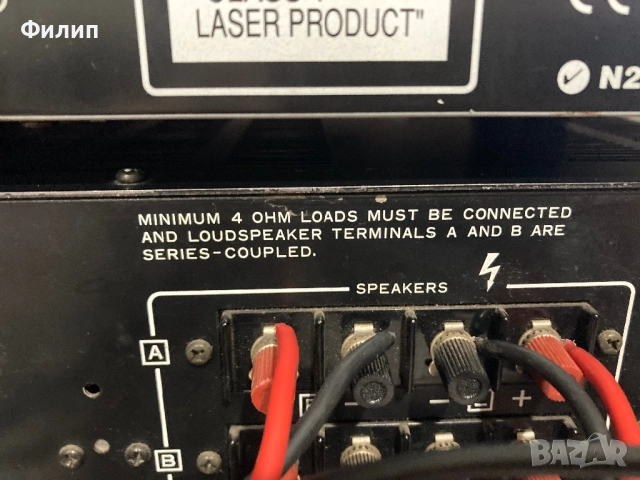 Филип
LASER PRODUCT"
N2
MINIMUM 4 OHM LOADS MUST BE CONNECTED
AND LOUDSPEAKER TERMINALS A AND B ARE
SERIES-COUPLED.
SPEAKERS
A
R − − L +
B
BAZAR